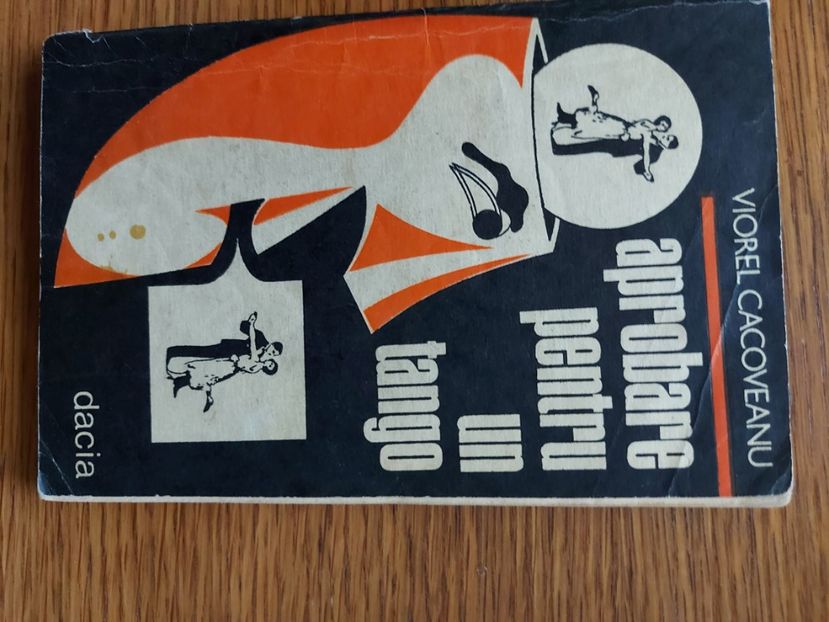 VIOREL CACOVEANU
aprobare
pentru
un
tango
dacia